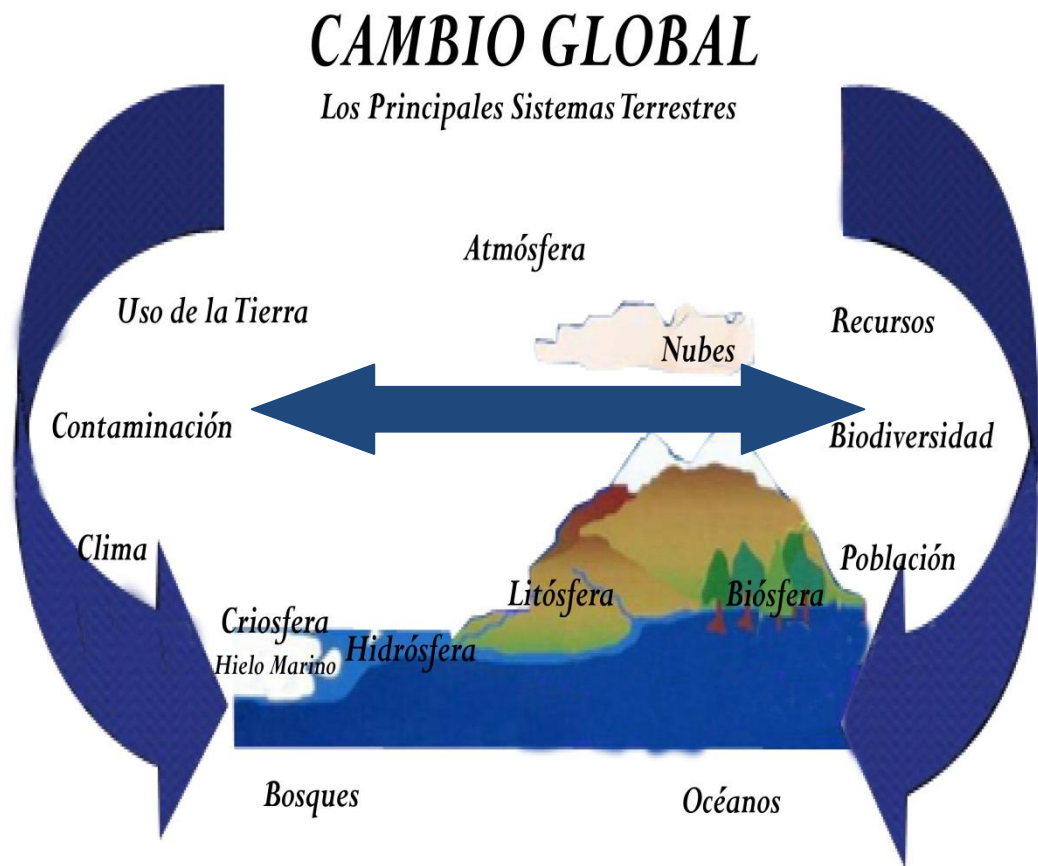 CAMBIO GLOBAL
Los Principales Sistemas Terrestres
Atmósfera
Uso de la Tierra
Recursos
Nubes
Contaminación
Biodiversidad
Clima
Población
Litósfera
Biósfera
Criosfera
Hidrósfera
Hielo Marino
Bosques
Océanos